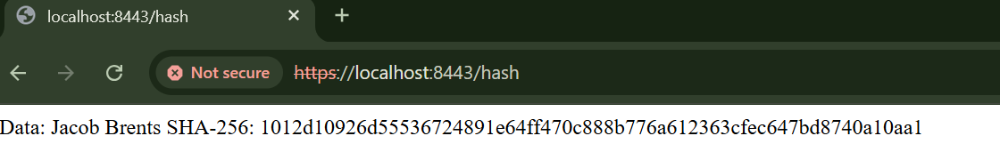 localhost:8443/hash
Not secure https://localhost:8443/hash
Data: Jacob Brents SHA-256: 1012d10926d55536724891e64ff470c888b776a612363cfec647bd8740a10aa1